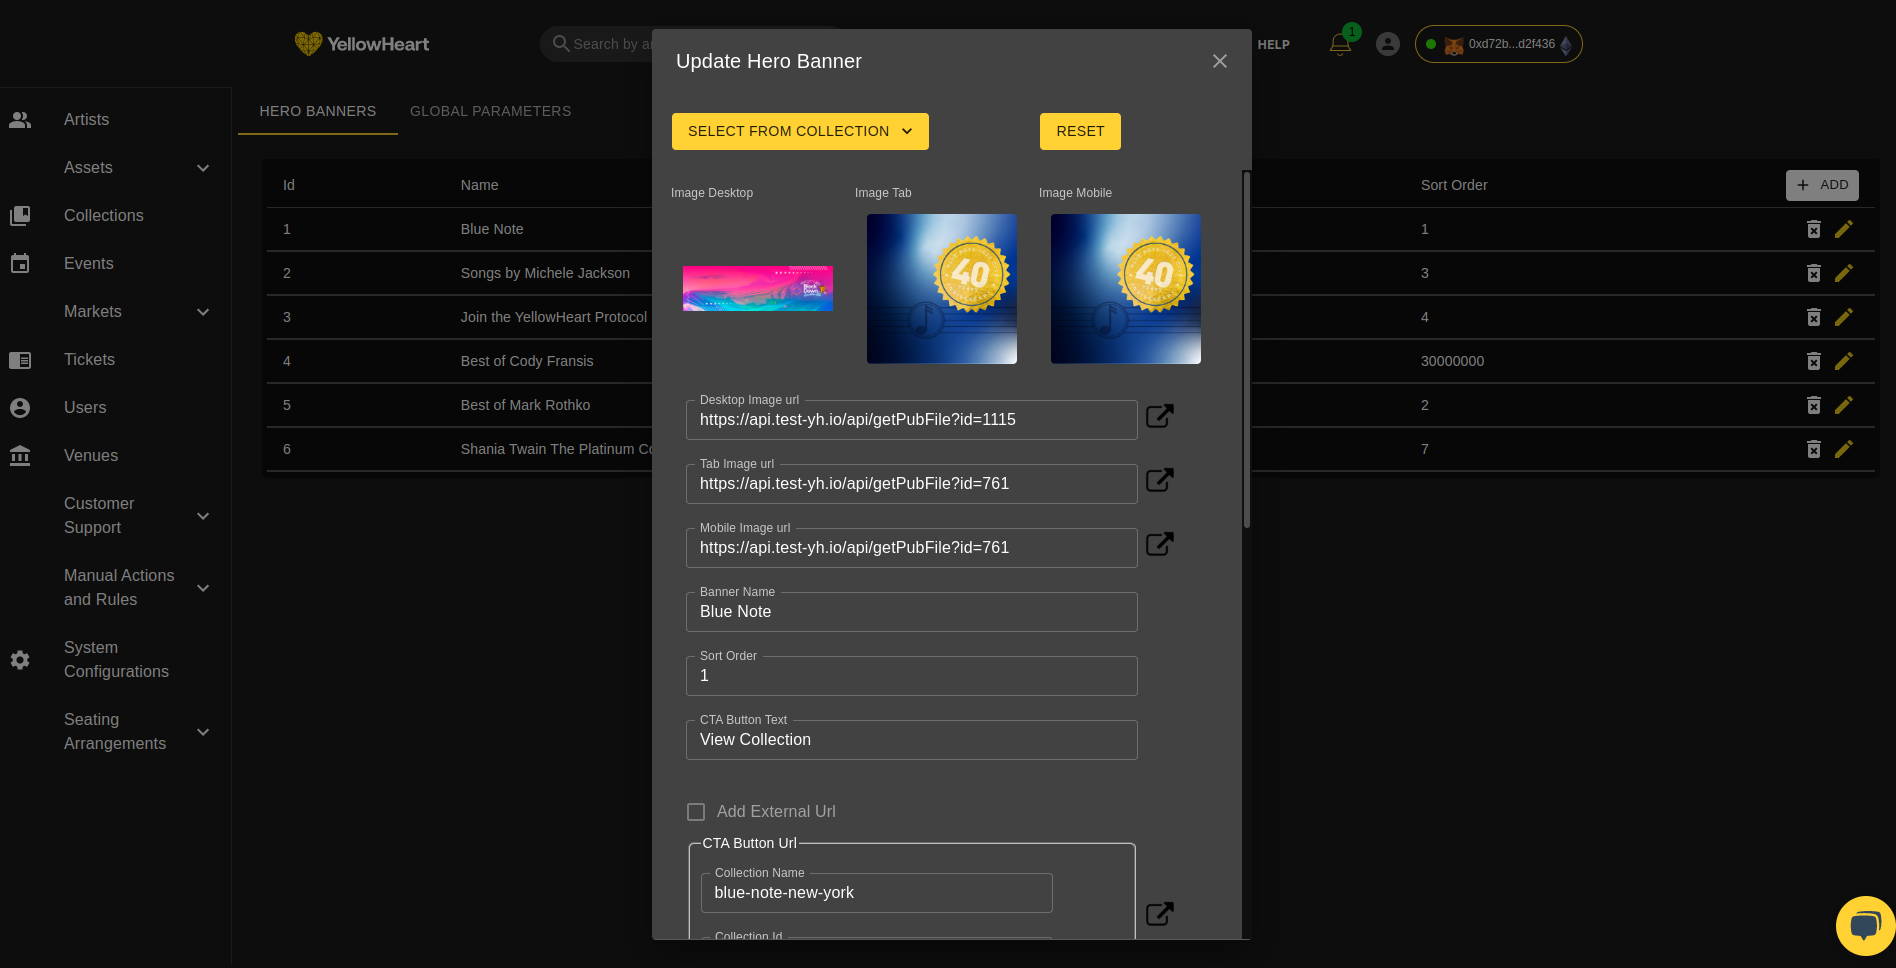 YellowHeart
Search by ar
HELP
1
0xd72b...d2f436
Artists
Assets
Collections
Events
Markets
Tickets
Users
Venues
Customer
Support
Manual Actions
and Rules
System
Configurations
Seating
Arrangements
HERO BANNERS
GLOBAL PARAMETERS
Id
Name
Sort Order
ADD
1
Blue Note
1
2
Songs by Michele Jackson
3
3
Join the YellowHeart Protocol
4
4
Best of Cody Fransis
30000000
5
Best of Mark Rothko
2
6
Shania Twain The Platinum Co
7
Update Hero Banner
SELECT FROM COLLECTION
RESET
Image Desktop
Image Tab
Image Mobile
40
40
Desktop Image url
https://api.test-yh.io/api/getPubFile?id=1115
Tab Image url
https://api.test-yh.io/api/getPubFile?id=761
Mobile Image url
https://api.test-yh.io/api/getPubFile?id=761
Banner Name
Blue Note
Sort Order
1
CTA Button Text
View Collection
Add External Url
CTA Button Url
Collection Name
blue-note-new-york
Collection Id